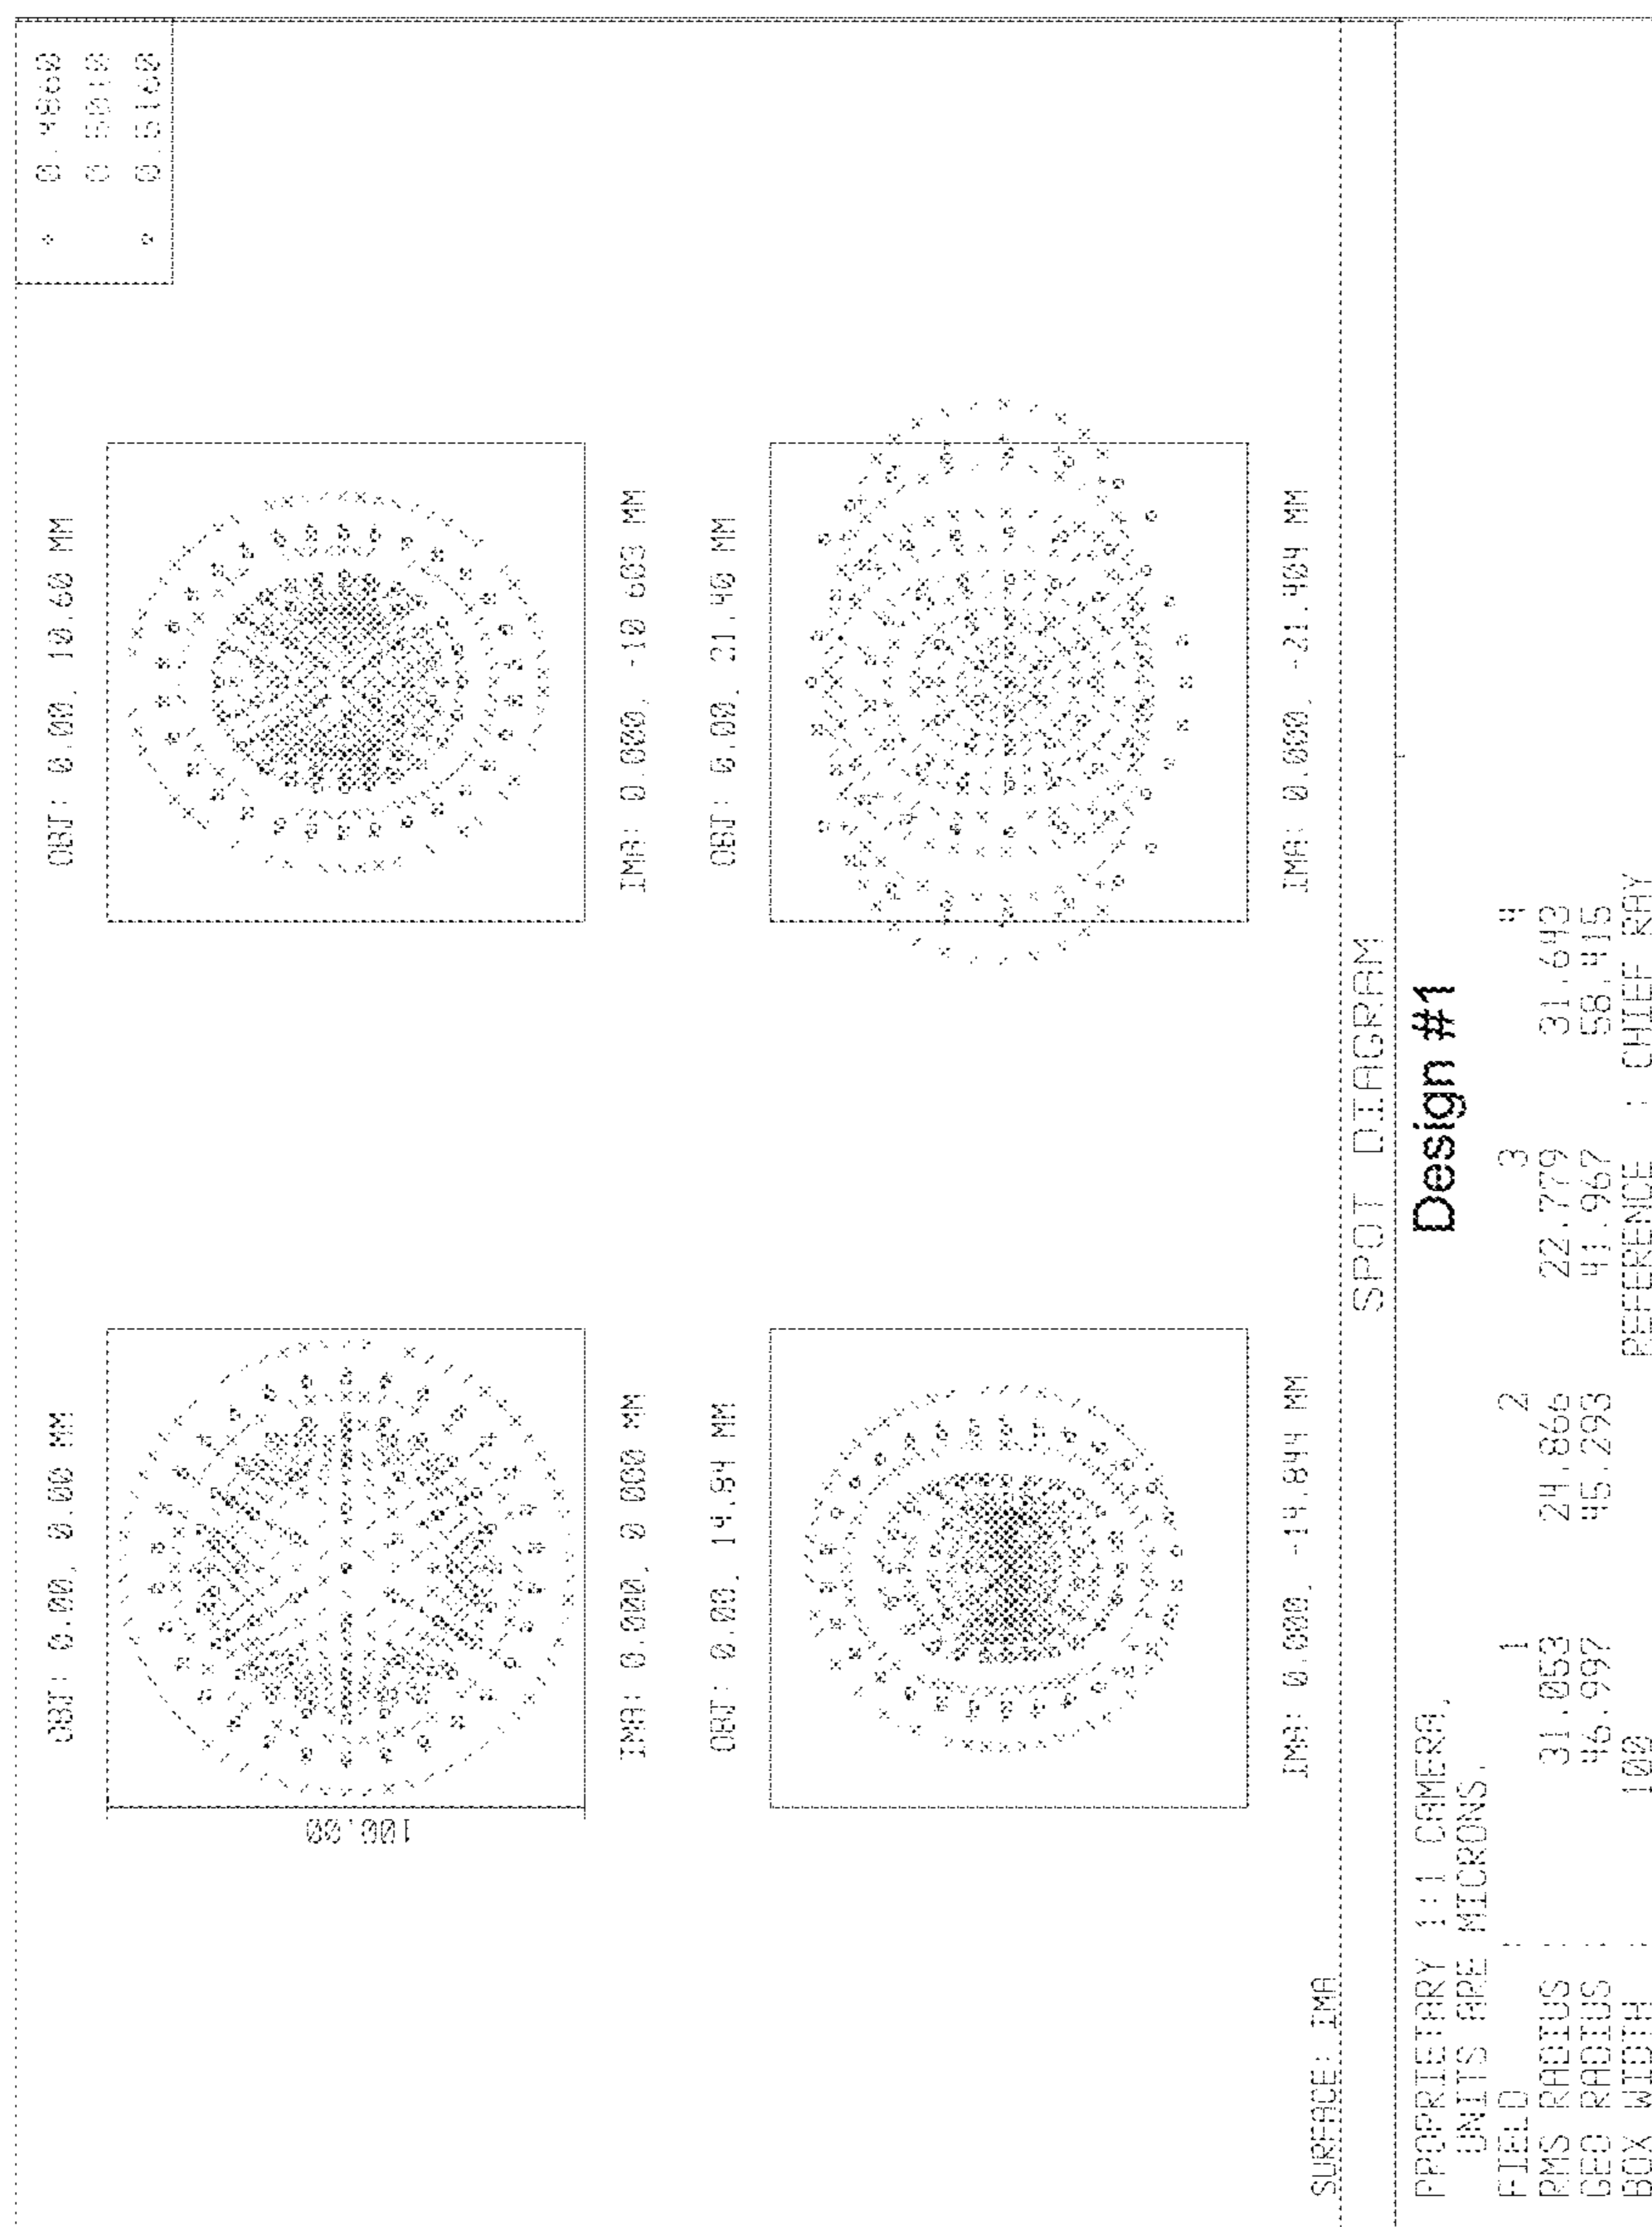 OBJ: 0.00, 0.00 MM
OBJ: 0.00, 10.60 MM
+ 0.4860
0.5010
0.5160
100.00
IMA: 0.000, 0.000 MM
IMA: 0.000, -10.603 MM
OBJ: 0.00, 14.84 MM
OBJ: 0.00, 21.40 MM
IMA: 0.000, -14.844 MM
IMA: 0.000, -21.404 MM
SURFACE: IMA
SPOT DIAGRAM
PROPRIETARY 1:1 CAMERA.
Design #1
UNITS ARE MICRONS.
FIELD : 1 2 3 4
RMS RADIUS : 31.053 24.866 22.779 31.643
GEO RADIUS : 46.997 45.293 41.967 58.415
BOX WIDTH : 100 REFERENCE : CHIEF RAY